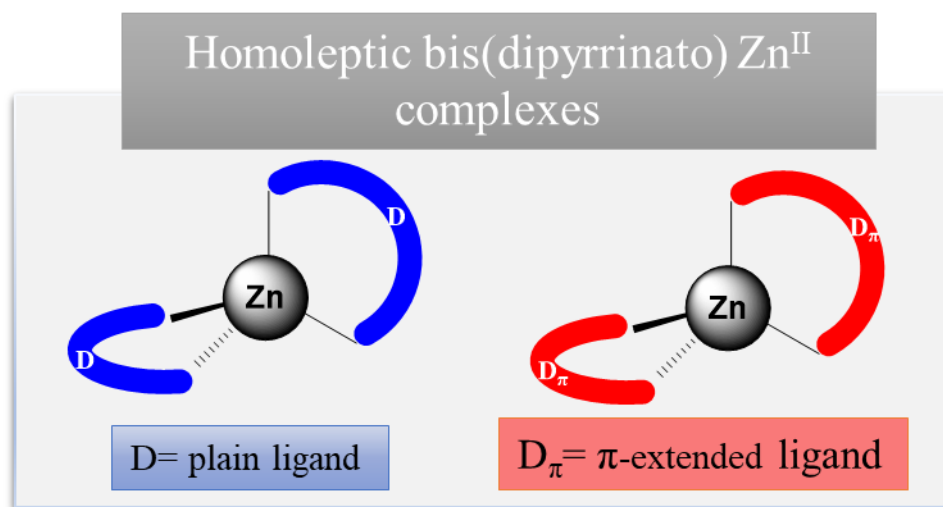 Homoleptic bis(dipyrrinato) Znᴵᴵ
complexes
D
Zn
D
D= plain ligand
Dπ
Zn
Dπ
Dπ= π-extended ligand